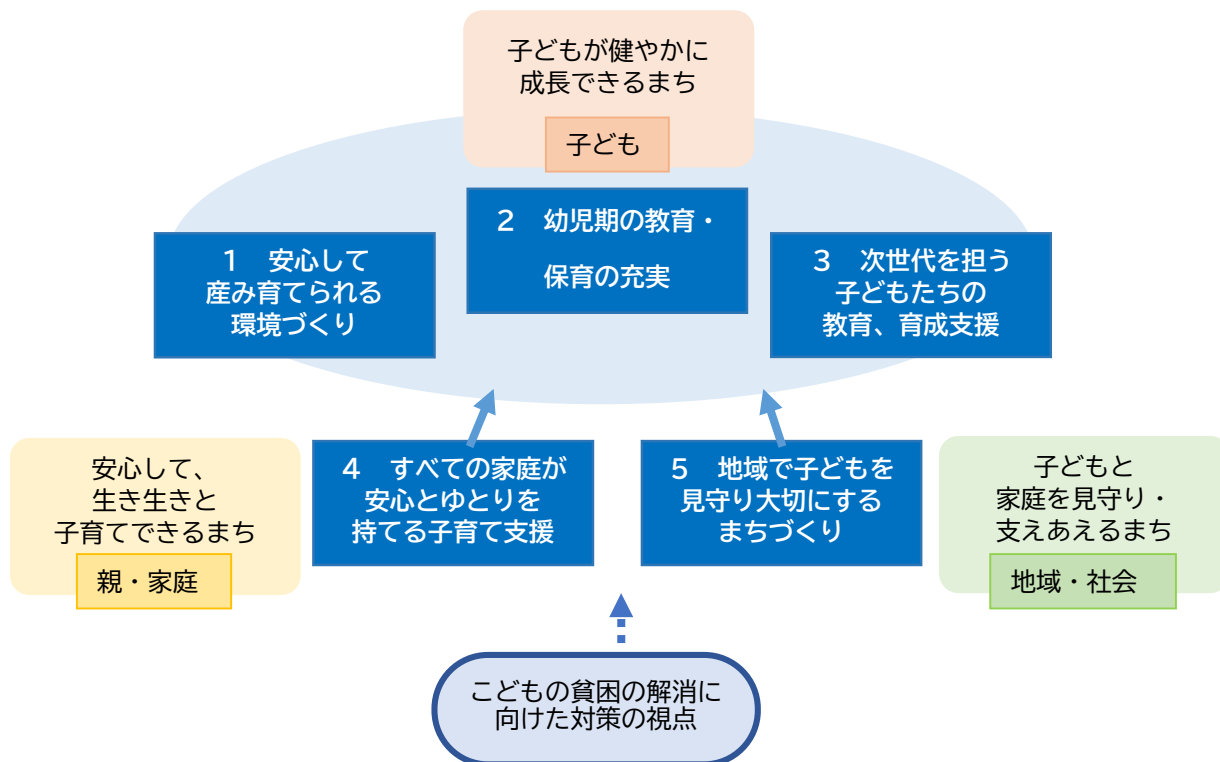 子どもが健やかに
成長できるまち
子ども
2　幼児期の教育・
保育の充実
1　安心して
産み育てられる
環境づくり
3　次世代を担う
子どもたちの
教育、育成支援
安心して、
生き生きと
子育てできるまち
親・家庭
4　すべての家庭が
安心とゆとりを
持てる子育て支援
5　地域で子どもを
見守り大切にする
まちづくり
子どもと
家庭を見守り・
支えあえるまち
地域・社会
こどもの貧困の解消に
向けた対策の視点